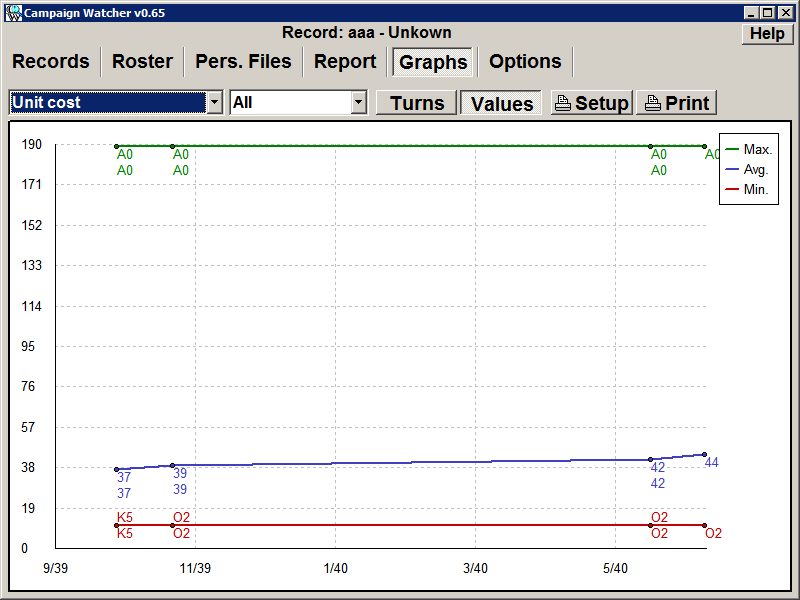 Campaign Watcher v0.65
Record: aaa - Unkown
Help
Records Roster Pers. Files Report Graphs Options
Unit cost All Turns Values Setup Print
190
A0 A0 A0 A0
A0 A0 A0
Max.
Avg.
Min.
171
152
133
114
95
76
57
38
37 39 42 44
37 39 42
19
K5 O2 O2
K5 O2 O2 O2
0
9/39 11/39 1/40 3/40 5/40